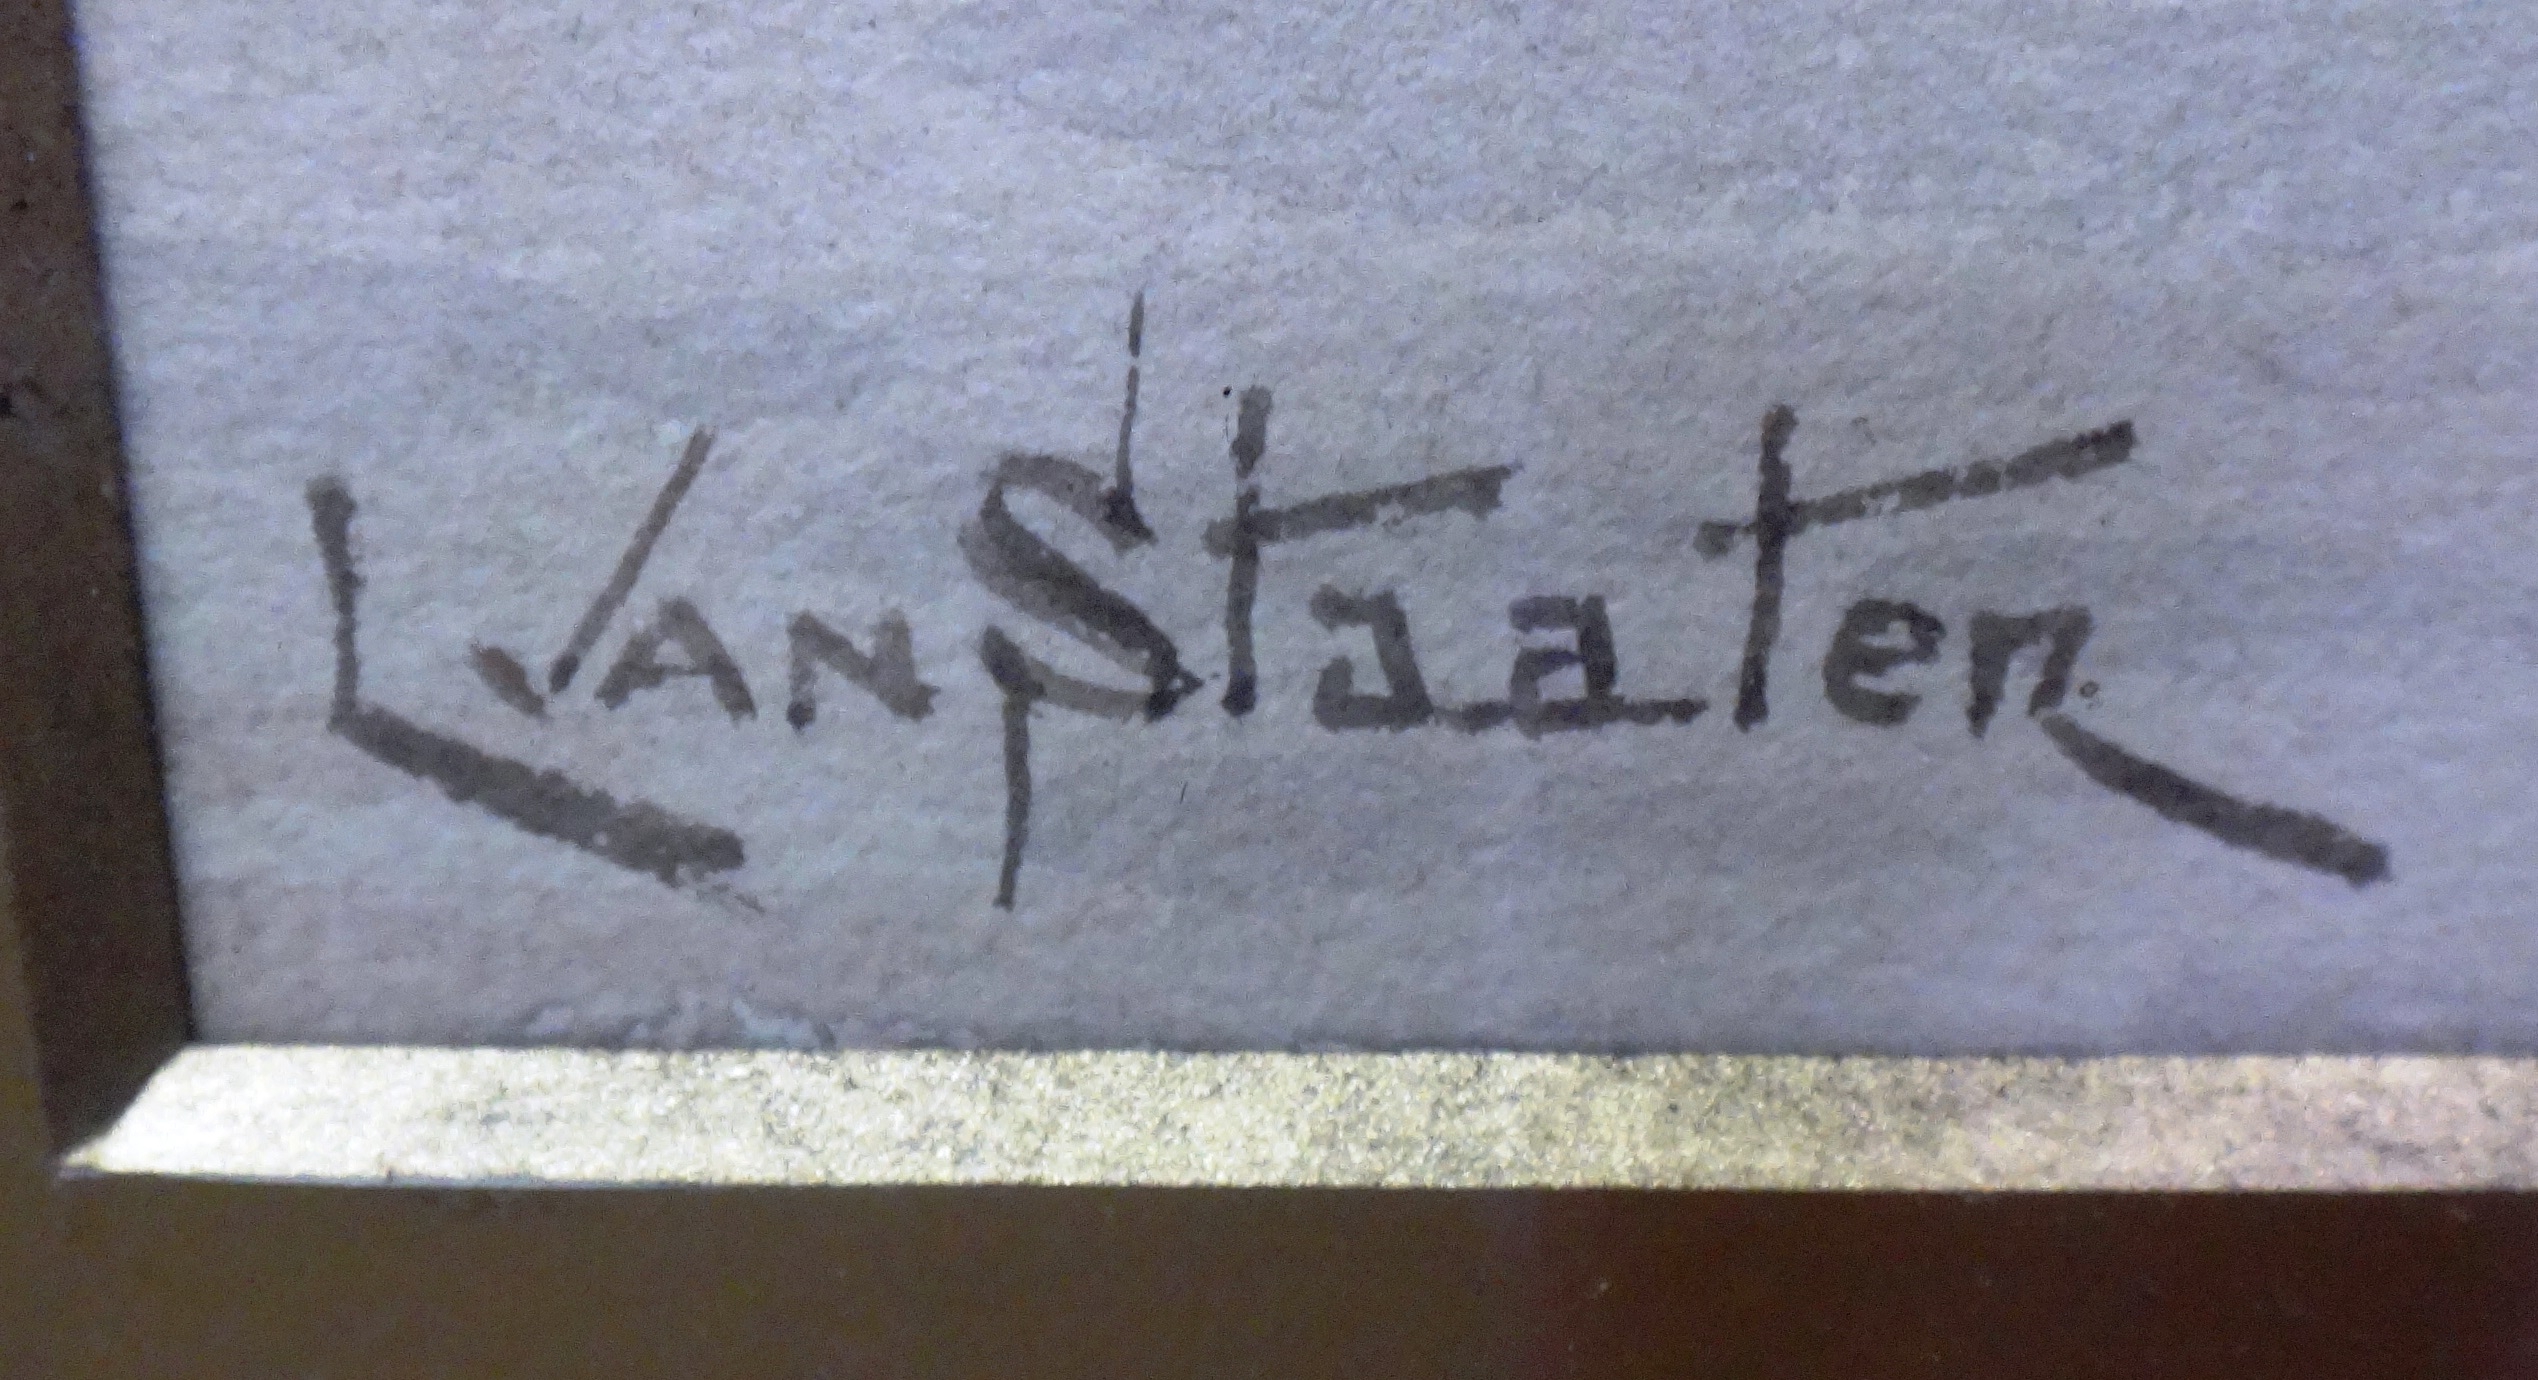 L VAN Staaten.